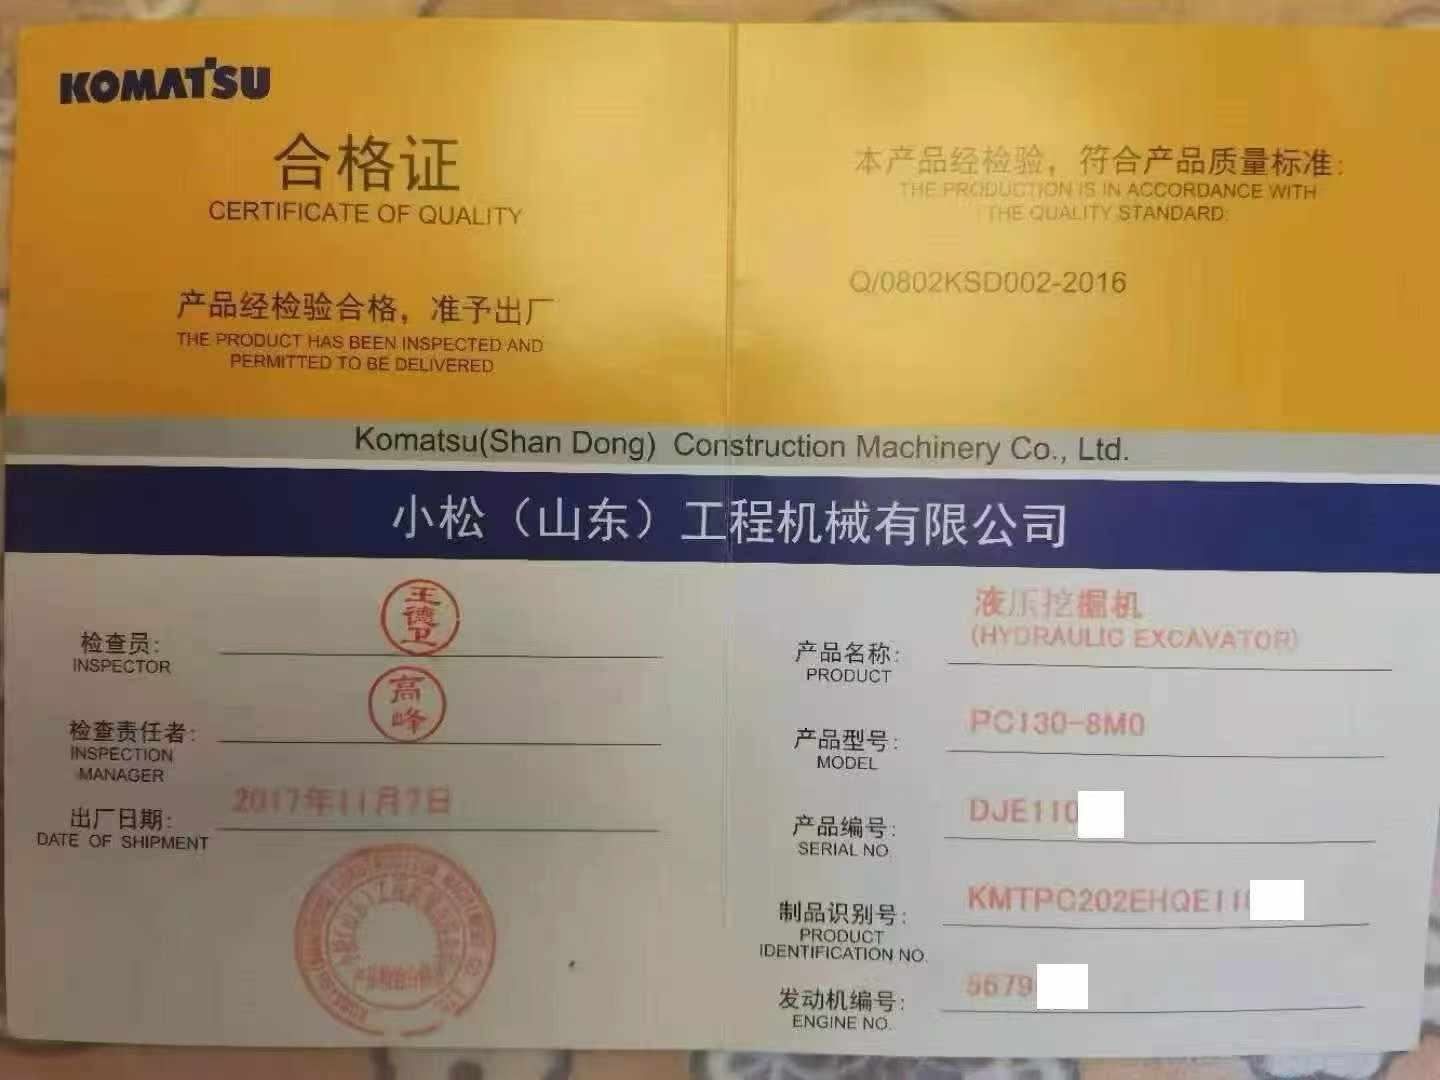 KOMATSU
合格证
CERTIFICATE OF QUALITY
产品经检验合格，准予出厂
THE PRODUCT HAS BEEN INSPECTED AND
PERMITTED TO BE DELIVERED
本产品经检验，符合产品质量标准：
THE PRODUCTION IS IN ACCORDANCE WITH
THE QUALITY STANDARD:
Q/0802KSD002-2016
Komatsu(Shan Dong) Construction Machinery Co., Ltd.
小松（山东）工程机械有限公司
检查员：
INSPECTOR
王德卫
检查责任者：
INSPECTION
MANAGER
高峰
出厂日期：
DATE OF SHIPMENT
2017年11月7日
产品名称：
PRODUCT
液压挖掘机
(HYDRAULIC EXCAVATOR)
产品型号：
MODEL
PC130-8M0
产品编号：
SERIAL NO.
DJE110
制品识别号：
PRODUCT
IDENTIFICATION NO.
KMTPC202EHQE11
发动机编号：
ENGINE NO.
5679